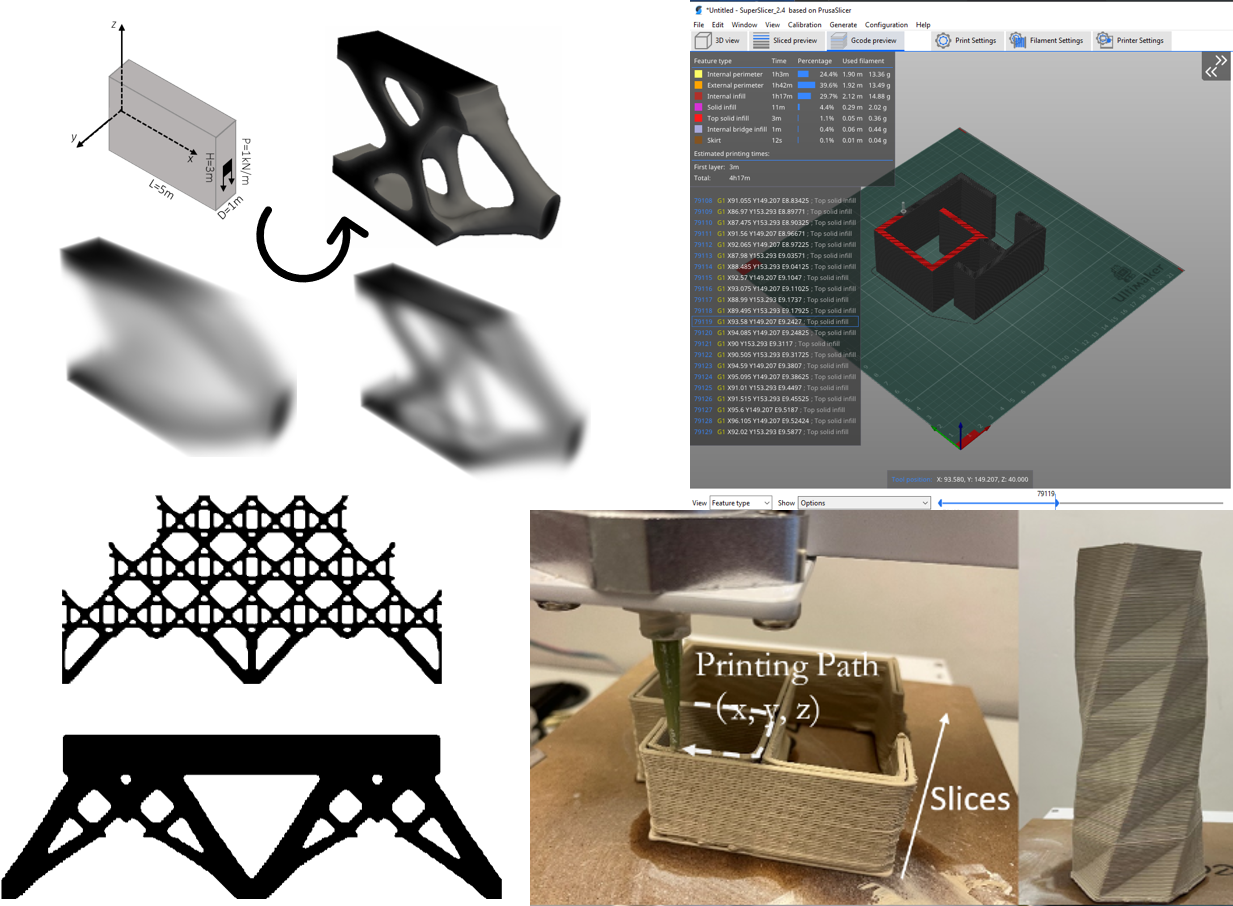 z
y
x
H=3m
P=1kN/m
L=5m
D=1m
*Untitled - SuperSlicer_2.4 based on PrusaSlicer
File Edit Window View Calibration Generate Configuration Help
3D view Sliced preview Gcode preview Print Settings Filament Settings Printer Settings
Feature type Time Percentage Used filament
Internal perimeter 1h3m 24.4% 1.90 m 13.36 g
External perimeter 1h42m 39.6% 1.92 m 13.49 g
Internal infill 1h17m 29.7% 2.12 m 14.88 g
Solid infill 11m 4.4% 0.29 m 2.02 g
Top solid infill 3m 1.1% 0.05 m 0.36 g
Internal bridge infill 1m 0.4% 0.06 m 0.44 g
Skirt 12s 0.1% 0.01 m 0.04 g
Estimated printing times:
First layer: 3m
Total: 4h17m
79108 G1 X91.055 Y149.207 E8.83425 ; Top solid infill
79109 G1 X86.97 Y153.293 E8.89771 ; Top solid infill
79110 G1 X87.475 Y153.293 E8.90325 ; Top solid infill
79111 G1 X91.56 Y149.207 E8.96671 ; Top solid infill
79112 G1 X92.065 Y149.207 E8.97225 ; Top solid infill
79113 G1 X87.98 Y153.293 E9.03571 ; Top solid infill
79114 G1 X88.485 Y153.293 E9.04125 ; Top solid infill
79115 G1 X92.57 Y149.207 E9.1047 ; Top solid infill
79116 G1 X93.075 Y149.207 E9.11025 ; Top solid infill
79117 G1 X88.99 Y153.293 E9.1737 ; Top solid infill
79118 G1 X89.495 Y153.293 E9.17925 ; Top solid infill
79119 G1 X93.58 Y149.207 E9.2427 ; Top solid infill
79120 G1 X94.085 Y149.207 E9.24825 ; Top solid infill
79121 G1 X90 Y153.293 E9.3117 ; Top solid infill
79122 G1 X90.505 Y153.293 E9.31725 ; Top solid infill
79123 G1 X94.59 Y149.207 E9.3807 ; Top solid infill
79124 G1 X95.095 Y149.207 E9.38625 ; Top solid infill
79125 G1 X91.01 Y153.293 E9.4497 ; Top solid infill
79126 G1 X91.515 Y153.293 E9.45525 ; Top solid infill
79127 G1 X95.6 Y149.207 E9.5187 ; Top solid infill
79128 G1 X96.105 Y149.207 E9.52424 ; Top solid infill
79129 G1 X92.02 Y153.293 E9.5877 ; Top solid infill
Ultimaker
Tool position: X: 93.580, Y: 149.207, Z: 40.000
View Feature type Show Options 79119
Printing Path
(x, y, z)
Slices